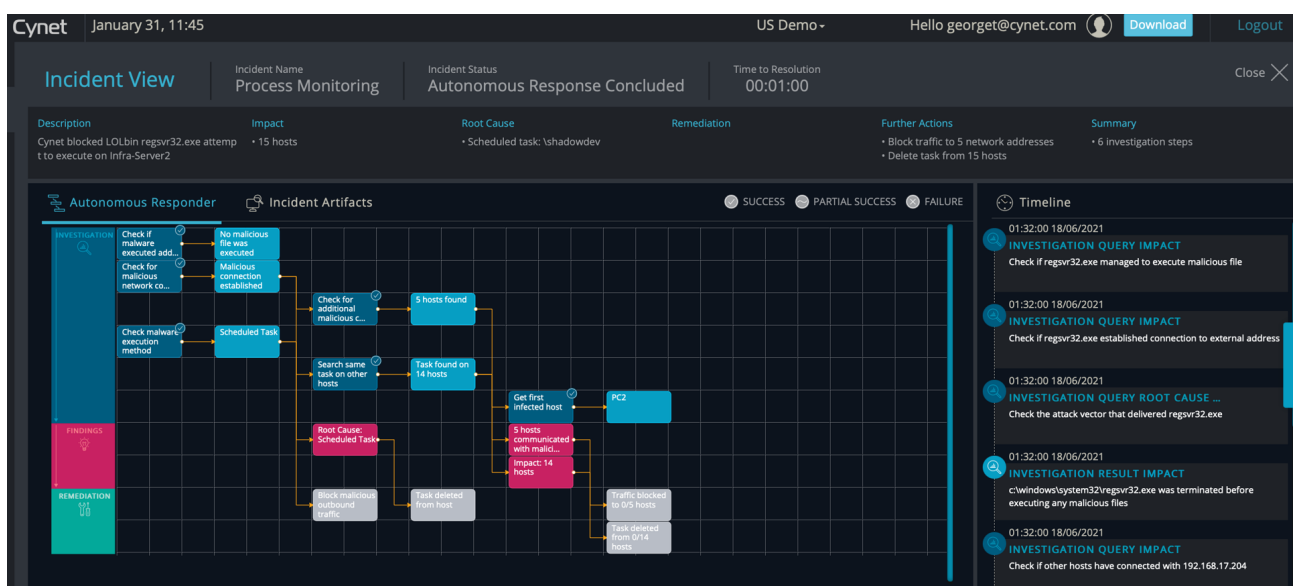 Cynet
January 31, 11:45
US Demo
Hello georget@cynet.com
Download
Logout
Incident View
Incident Name
Process Monitoring
Incident Status
Autonomous Response Concluded
Time to Resolution
00:01:00
Close
Description
Cynet blocked LOLbin regsvr32.exe attemp
t to execute on Infra-Server2
Impact
• 15 hosts
Root Cause
• Scheduled task: \shadowdev
Remediation
Further Actions
• Block traffic to 5 network addresses
• Delete task from 15 hosts
Summary
• 6 investigation steps
Autonomous Responder
Incident Artifacts
SUCCESS
PARTIAL SUCCESS
FAILURE
INVESTIGATION
Check if
malware
executed add...
No malicious
file was
executed
Check for
malicious
network co...
Malicious
connection
established
Check for
additional
malicious c...
5 hosts found
Check malware
execution
method
Scheduled Task
Search same
task on other
hosts
Task found on
14 hosts
Get first
infected host
PC2
FINDINGS
Root Cause:
Scheduled Task
5 hosts
communicated
with malici...
Impact: 14
hosts
REMEDIATION
Block malicious
outbound
traffic
Task deleted
from host
Traffic blocked
to 0/5 hosts
Task deleted
from 0/14
hosts
Timeline
01:32:00 18/06/2021
INVESTIGATION QUERY IMPACT
Check if regsvr32.exe managed to execute malicious file
01:32:00 18/06/2021
INVESTIGATION QUERY IMPACT
Check if regsvr32.exe established connection to external address
01:32:00 18/06/2021
INVESTIGATION QUERY ROOT CAUSE ...
Check the attack vector that delivered regsvr32.exe
01:32:00 18/06/2021
INVESTIGATION RESULT IMPACT
c:\windows\system32\regsvr32.exe was terminated before
executing any malicious files
01:32:00 18/06/2021
INVESTIGATION QUERY IMPACT
Check if other hosts have connected with 192.168.17.204